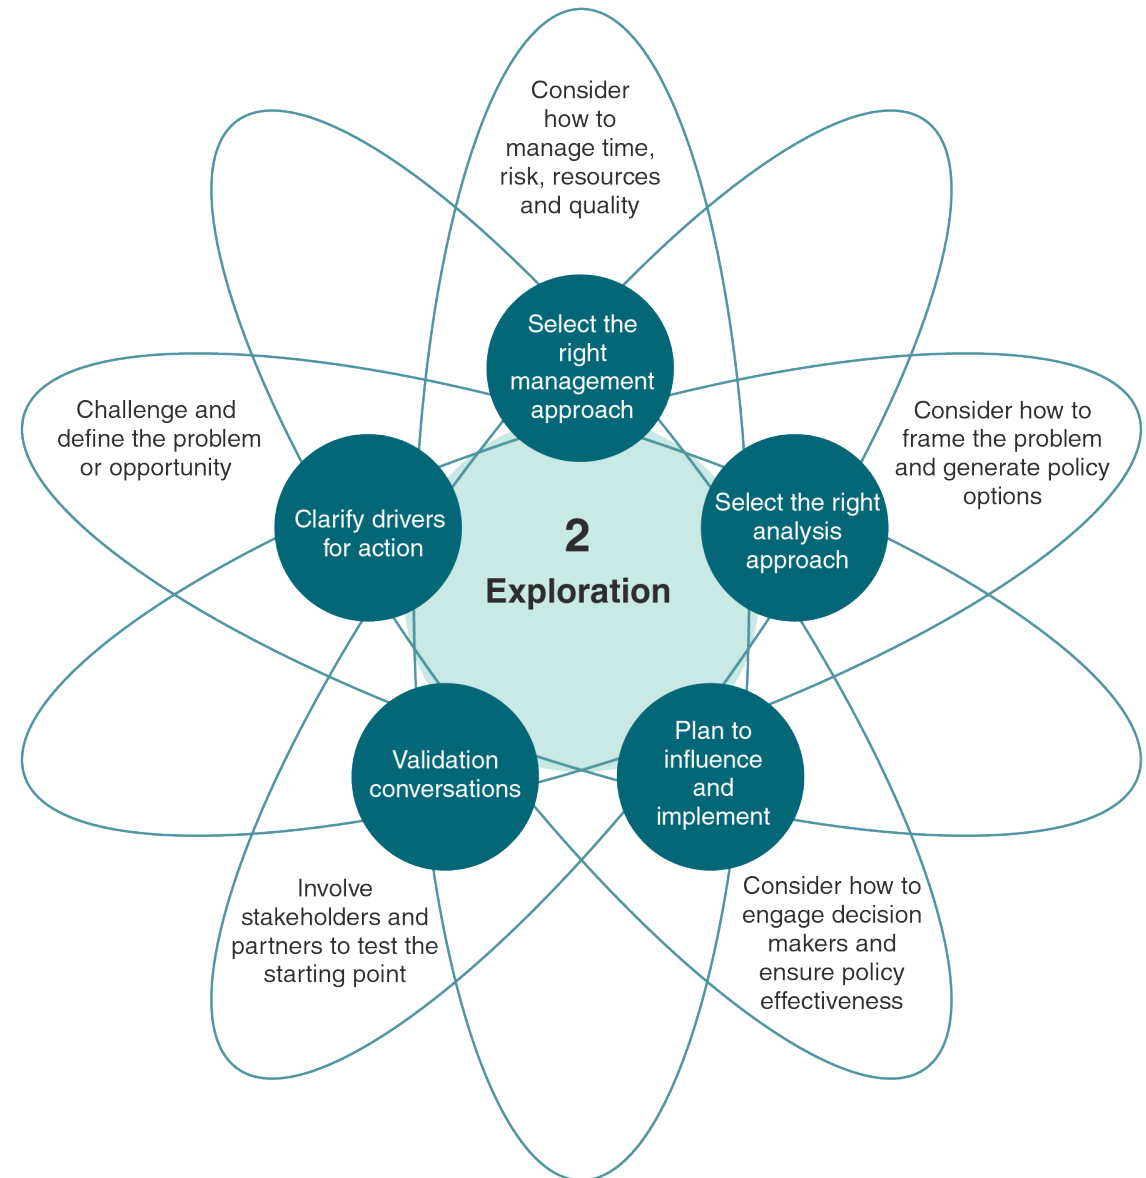 Consider
how to
manage time,
risk, resources
and quality
Select the
right
management
approach
Challenge and
define the problem
or opportunity
Clarify drivers
for action
2
Exploration
Select the right
analysis
approach
Consider how to
frame the problem
and generate policy
options
Validation
conversations
Plan to
influence
and
implement
Involve
stakeholders and
partners to test the
starting point
Consider how to
engage decision
makers and
ensure policy
effectiveness